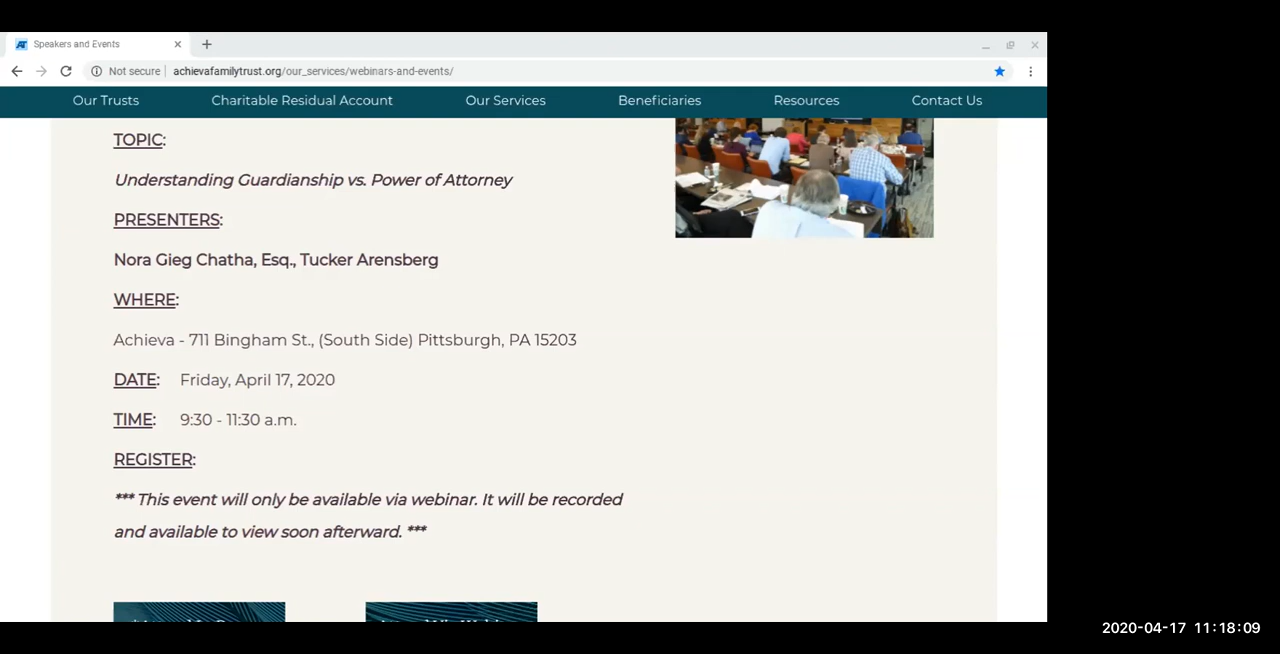 Speakers and Events
Not secure | achievafamilytrust.org/our_services/webinars-and-events/
Our Trusts Charitable Residual Account Our Services Beneficiaries Resources Contact Us
TOPIC:
Understanding Guardianship vs. Power of Attorney
PRESENTERS:
Nora Gieg Chatha, Esq., Tucker Arensberg
WHERE:
Achieva - 711 Bingham St., (South Side) Pittsburgh, PA 15203
DATE: Friday, April 17, 2020
TIME: 9:30 - 11:30 a.m.
REGISTER:
*** This event will only be available via webinar. It will be recorded
and available to view soon afterward. ***
2020-04-17 11:18:09